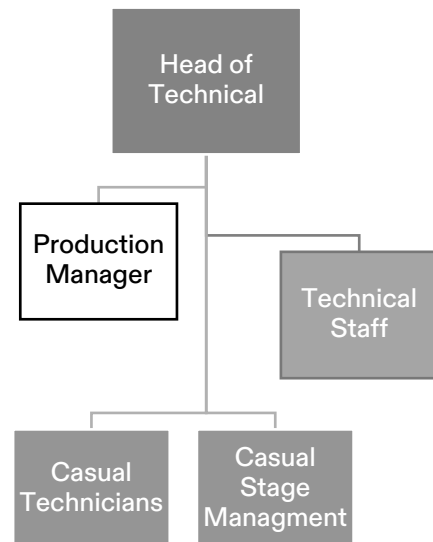 Head of
Technical
Production
Manager
Technical
Staff
Casual
Technicians
Casual
Stage
Managment